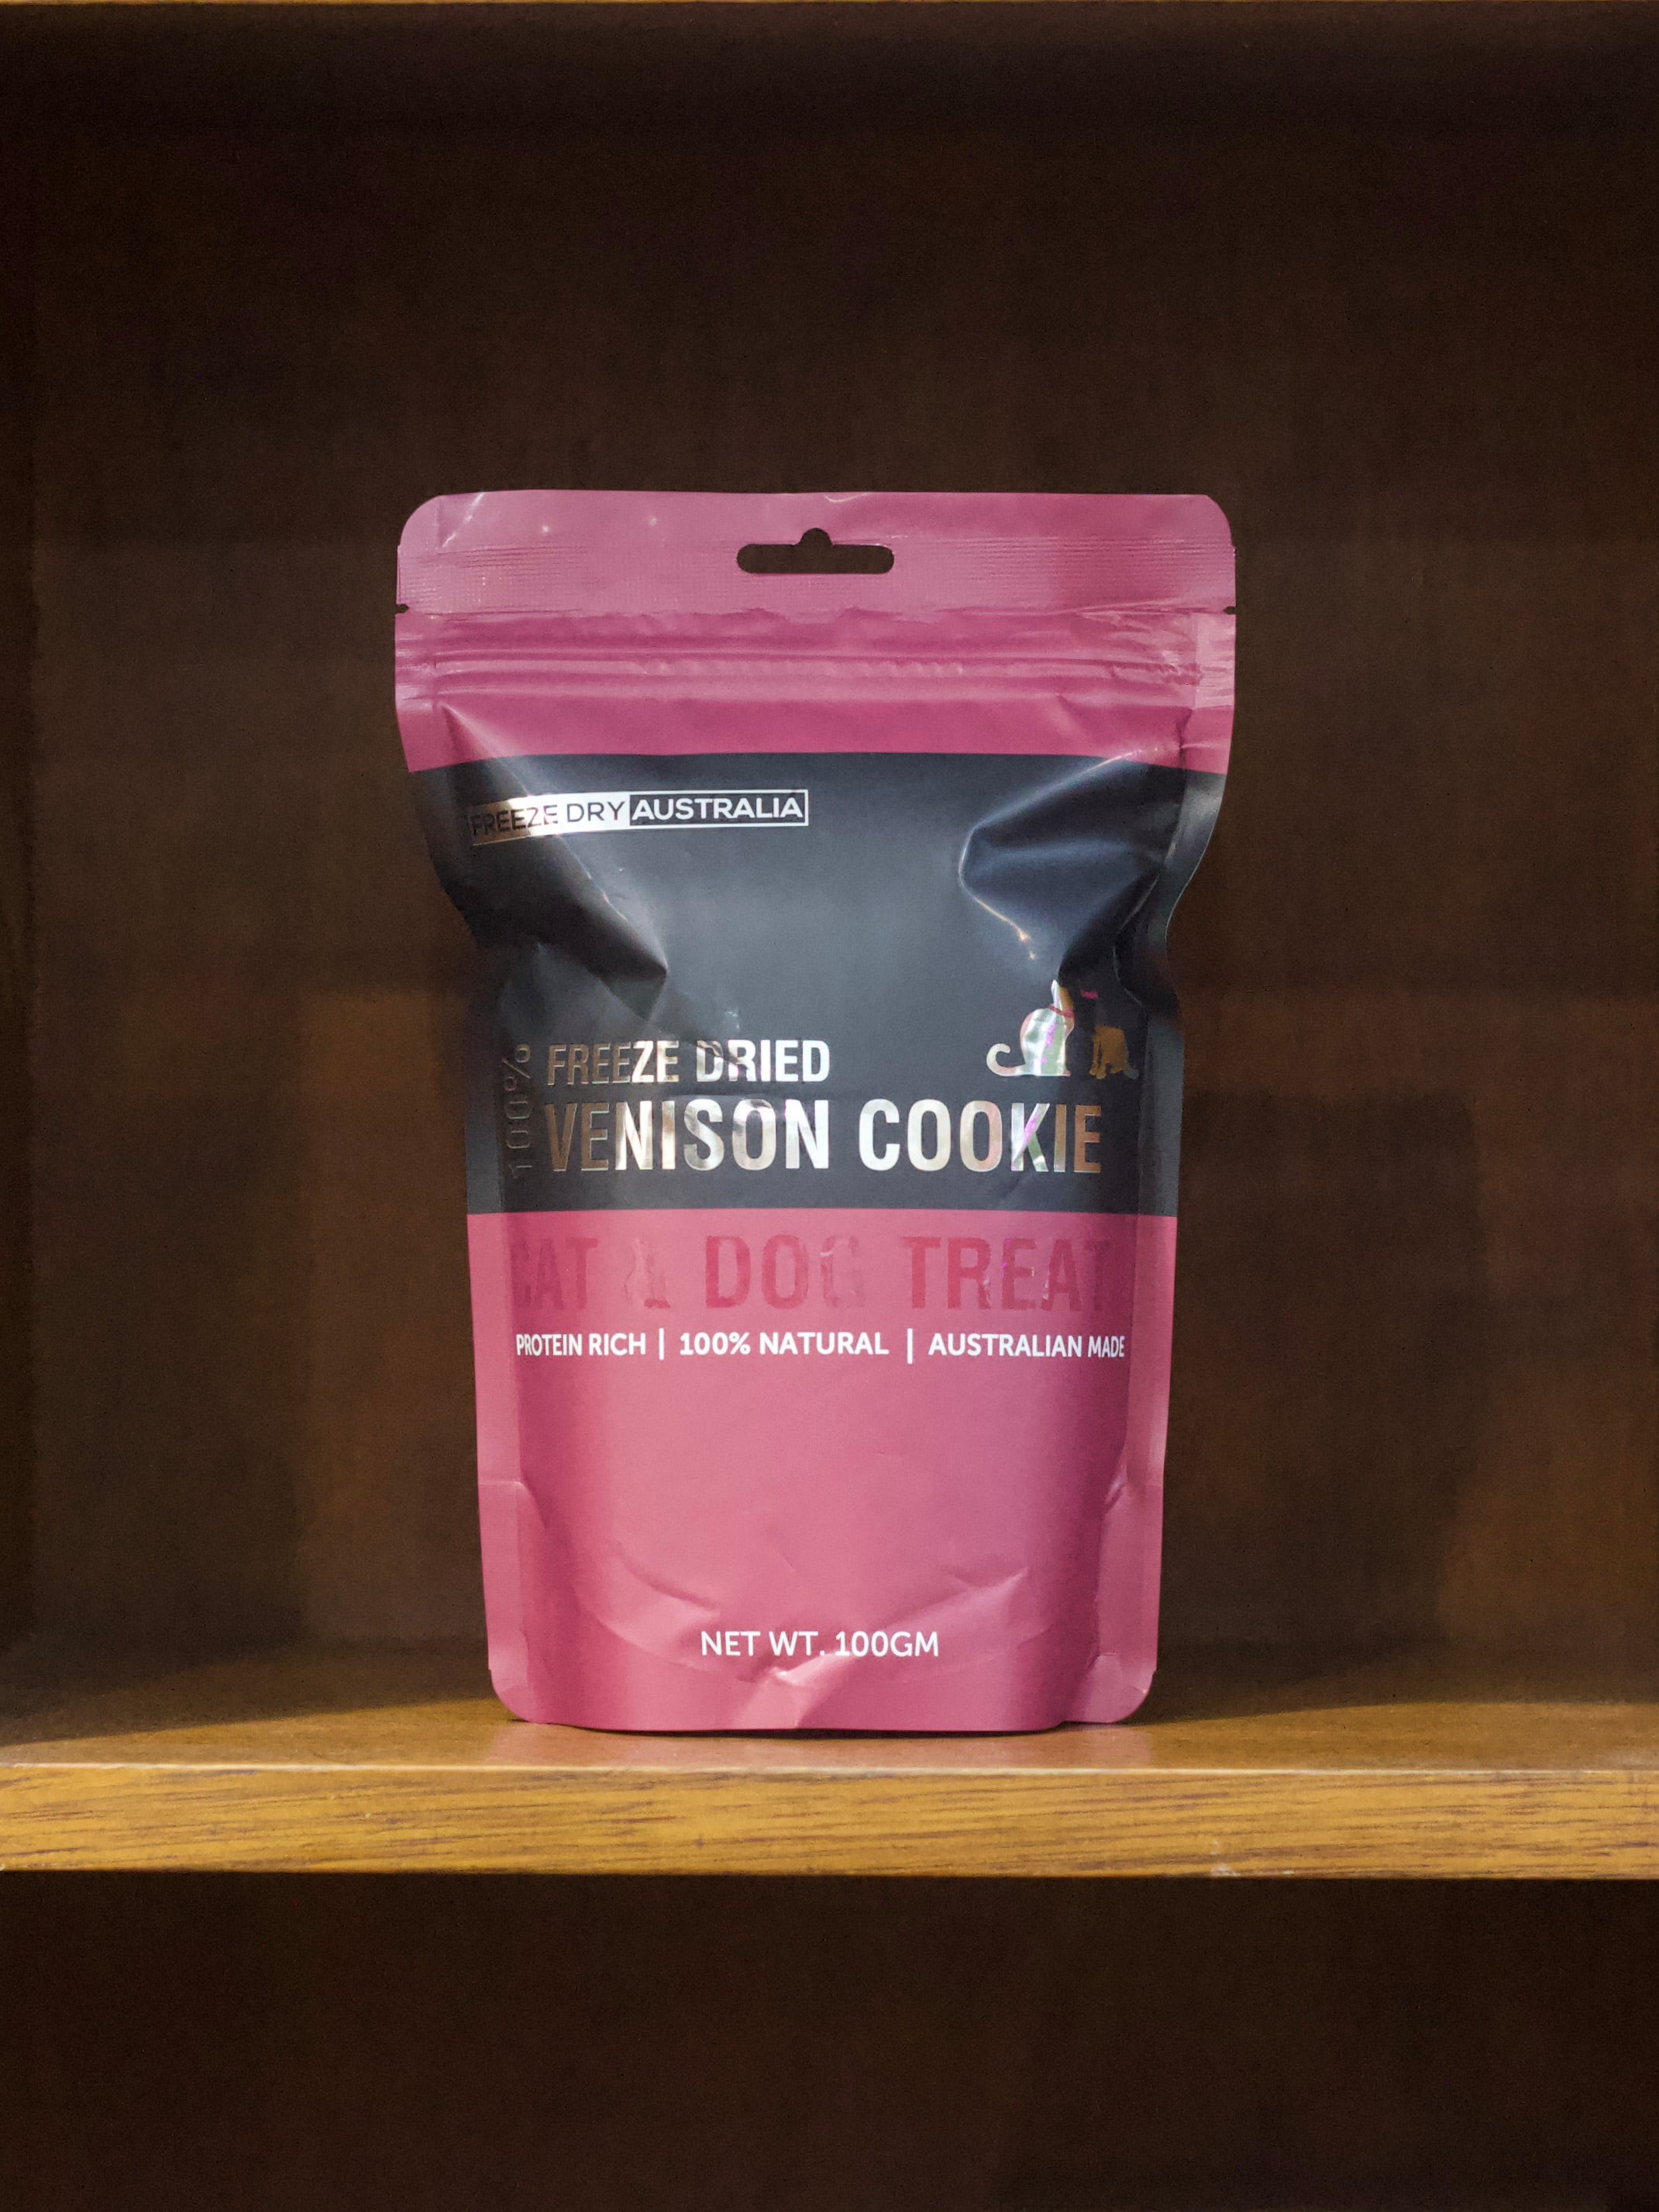 FREEZE DRY AUSTRALIA
100%
FREEZE DRIED
VENISON COOKIE
CAT & DOG TREAT
PROTEIN RICH | 100% NATURAL | AUSTRALIAN MADE
NET WT. 100GM